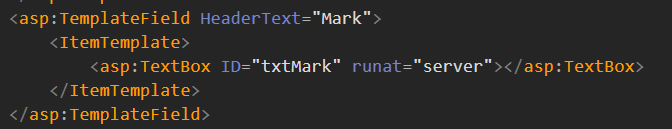 <asp:TemplateField HeaderText="Mark">
<ItemTemplate>
<asp:TextBox ID="txtMark" runat="server"></asp:TextBox>
</ItemTemplate>
</asp:TemplateField>